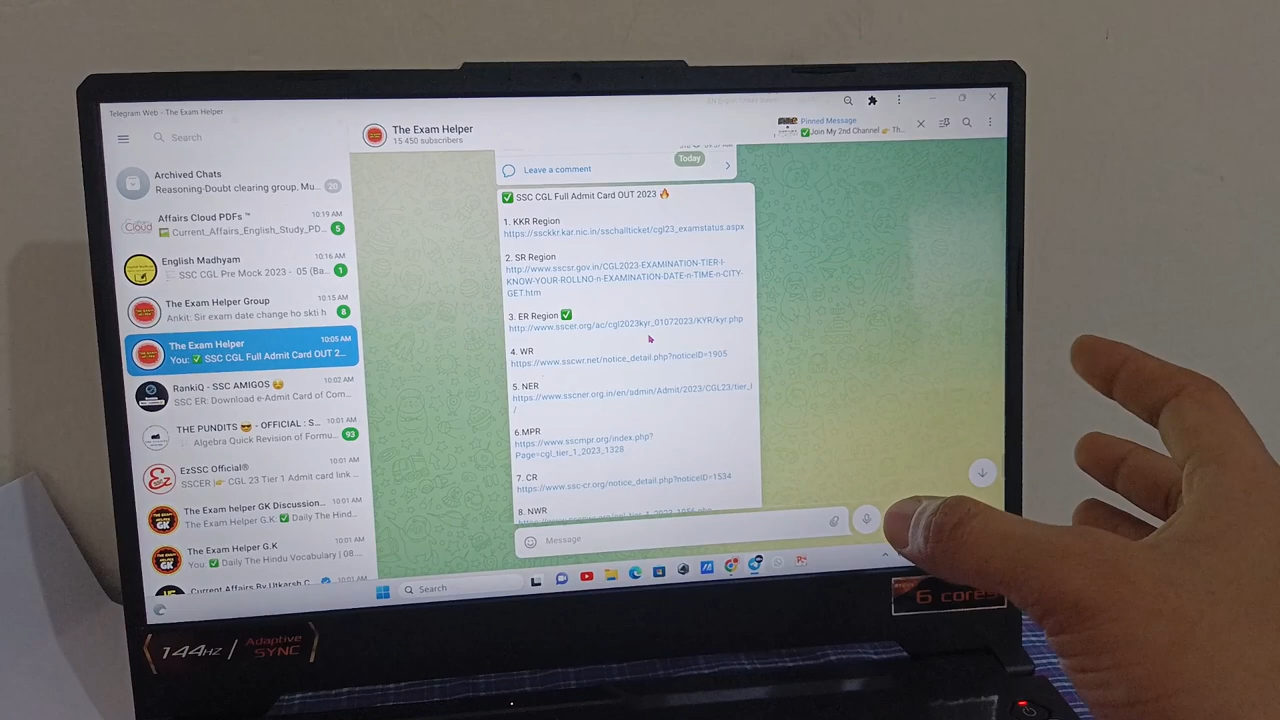 Telegram Web - The Exam Helper
Search
Archived Chats
Reasoning Doubt clearing group, Mu... 20
Affairs Cloud PDFs ™ 10:19 AM
Current_Affairs_English_Study_PD... 5
English Madhyam 10:16 AM
SSC CGL Pre Mock 2023 - 05 (Ba... 1
The Exam Helper Group 10:15 AM
Ankit: Sir exam date change ho skti h 8
The Exam Helper 10:05 AM
You: ✅ SSC CGL Full Admit Card OUT 2...
RankiQ - SSC AMIGOS 10:02 AM
SSC ER: Download e-Admit Card of Com...
THE PUNDITS 😎 - OFFICIAL : S... 10:01 AM
Algebra Quick Revision of Formu... 93
EzSSC Official® 10:01 AM
SSCER 👉 CGL 23 Tier 1 Admit card link...
The Exam helper GK Discussion... 10:01 AM
The Exam helper G.K: ✅ Daily The Hind...
The Exam Helper G.K 10:01 AM
You: ✅ Daily The Hindu Vocabulary | 08...
Current Affairs By Utkarsh C... 10:01 AM
The Exam Helper
15 450 subscribers
Pinned Message
✅Join My 2nd Channel 👉 Th...
Leave a comment
Today
✅ SSC CGL Full Admit Card OUT 2023 🔥
1. KKR Region
https://ssckkr.kar.nic.in/sschallticket/cgl23_examstatus.aspx
2. SR Region
http://www.sscsr.gov.in/CGL2023-EXAMINATION-TIER-I-
KNOW-YOUR-ROLLNO-n-EXAMINATION-DATE-n-TIME-n-CITY-
GET.htm
3. ER Region ✅
http://www.sscer.org/ac/cgl2023kyr_01072023/KYR/kyr.php
4. WR
https://www.sscwr.net/notice_detail.php?noticeID=1905
5. NER
https://www.sscner.org.in/en/admin/Admit/2023/CGL23/tier_I
/
6.MPR
https://www.sscmpr.org/index.php?
Page=cgl_tier_1_2023_1328
7. CR
https://www.ssc-cr.org/notice_detail.php?noticeID=1534
8. NWR
Message
Search
144HZ / Adaptive
SYNC
6 cores